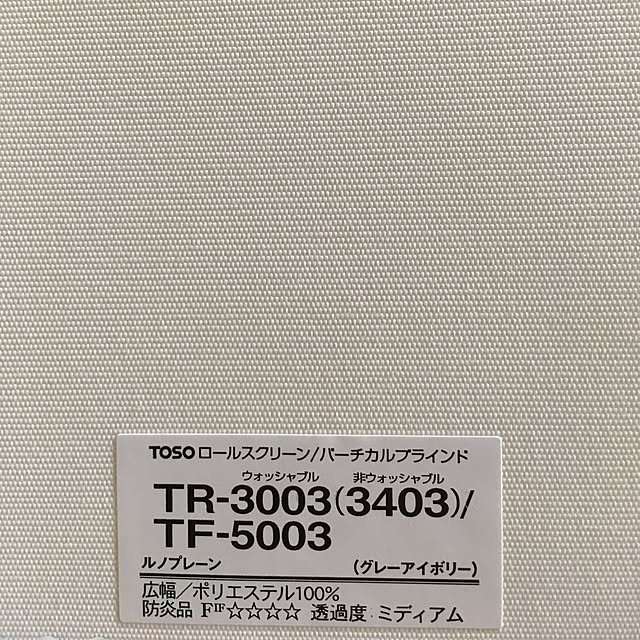 TOSO ロールスクリーン/バーチカルブラインド
ウォッシャブル 非ウォッシャブル
TR-3003(3403)/
TF-5003
ルノプレーン (グレーアイボリー)
広幅/ポリエステル100%
防炎品 F☆☆☆☆ 透過度:ミディアム